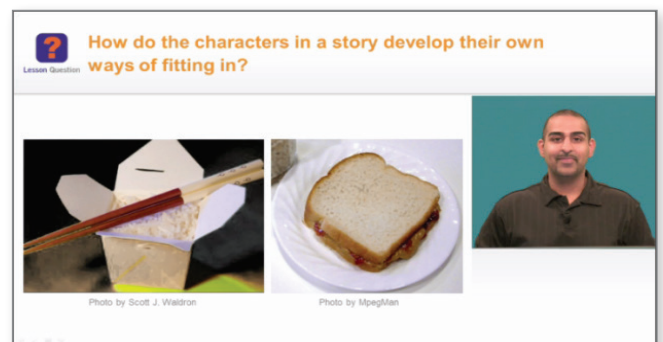 How do the characters in a story develop their own
ways of fitting in?
?
Lesson Question
Photo by Scott J. Waldron
Photo by MpegMan